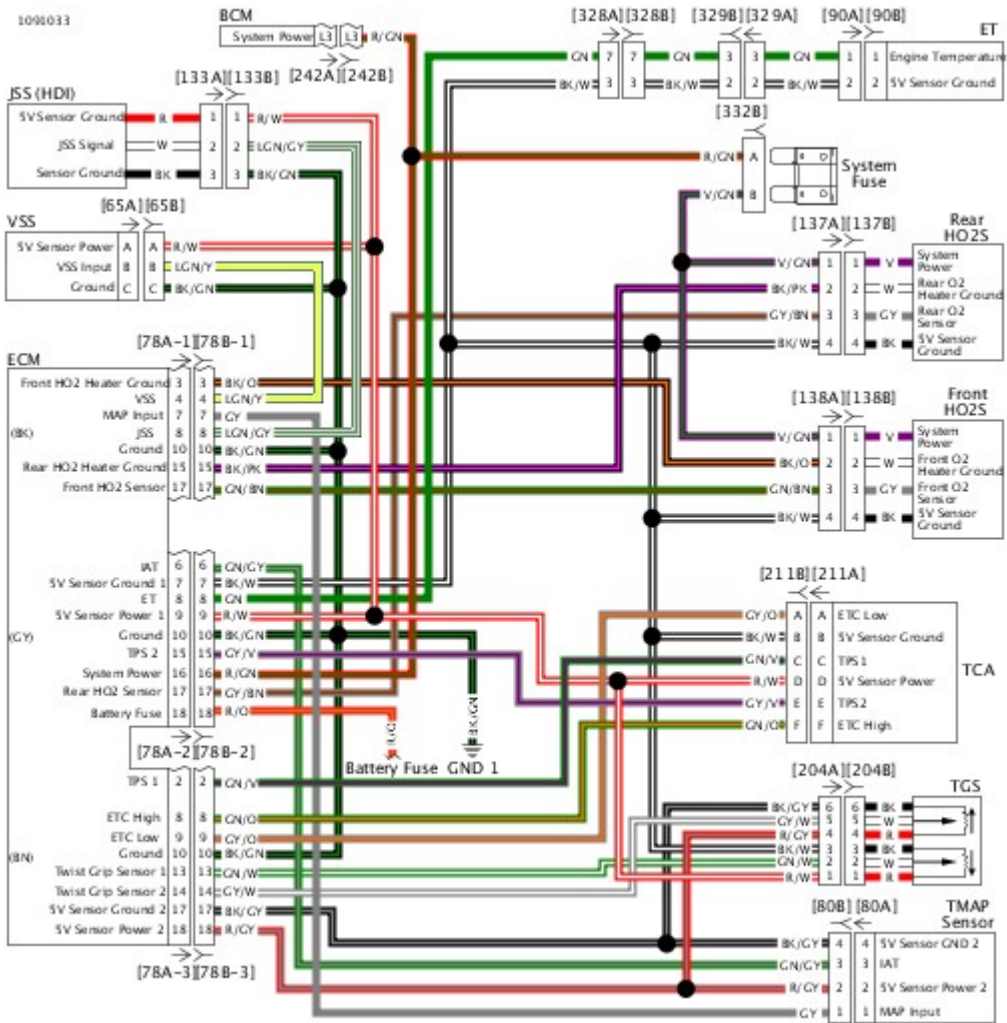 1091033
BCM
System Power L3 L3 R/GN
[242A][242B]
[328A][328B] [329B][329A] [90A][90B]
ET
GN 7 7 GN 3 3 GN 1 1 Engine Temperature
BK/W 3 3 BK/W 2 2 BK/W 2 2 5V Sensor Ground
[133A][133B]
JSS (HDI)
5V Sensor Ground R 1 1 R/W
JSS Signal W 2 2 LGN/GY
Sensor Ground BK 3 3 BK/GN
[332B]
R/GN A
V/GN B
System
Fuse
[65A][65B]
VSS
5V Sensor Power A A R/W
VSS Input B B LGN/Y
Ground C C BK/GN
[137A][137B]
Rear
HO2S
V/GN 1 1 V System
Power
BK/PK 2 2 W Rear O2
Heater Ground
GY/BN 3 3 GY Rear O2
Sensor
BK/W 4 4 BK 5V Sensor
Ground
[78A-1][78B-1]
ECM
Front HO2 Heater Ground 3 3 BK/O
VSS 4 4 LGN/Y
MAP Input 7 7 GY
(BK)
JSS 8 8 LGN/GY
Ground 10 10 BK/GN
Rear HO2 Heater Ground 15 15 BK/PK
Front HO2 Sensor 17 17 GN/BN
[138A][138B]
Front
HO2S
V/GN 1 1 V System
Power
BK/O 2 2 W Front O2
Heater Ground
GN/BN 3 3 GY Front O2
Sensor
BK/W 4 4 BK 5V Sensor
Ground
IAT 6 6 GN/GY
5V Sensor Ground 1 7 7 BK/W
ET 8 8 GN
5V Sensor Power 1 9 9 R/W
(GY)
Ground 10 10 BK/GN
TPS 2 15 15 GY/V
System Power 16 16 R/GN
Rear HO2 Sensor 17 17 GY/BN
Battery Fuse 18 18 R/O
R/O
BK/GN
Battery Fuse GND 1
[78A-2][78B-2]
[211B][211A]
GY/O A A ETC Low
BK/W B B 5V Sensor Ground
GN/V C C TPS1
R/W D D 5V Sensor Power
GY/V E E TPS2
GN/O F F ETC High
TCA
TPS 1 2 2 GN/V
ETC High 8 8 GN/O
ETC Low 9 9 GY/O
(BN)
Ground 10 10 BK/GN
Twist Grip Sensor 1 13 13 GN/W
Twist Grip Sensor 2 14 14 GY/W
5V Sensor Ground 2 17 17 BK/GY
5V Sensor Power 2 18 18 R/GY
[78A-3][78B-3]
[204A][204B]
TGS
BK/GY 6 6 BK
GY/W 5 5 W
R/GY 4 4 R
BK/W 3 3 BK
GN/W 2 2 W
R/W 1 1 R
[80B][80A]
TMAP
Sensor
BK/GY 4 4 5V Sensor GND 2
GN/GY 3 3 IAT
R/GY 2 2 5V Sensor Power 2
GY 1 1 MAP Input